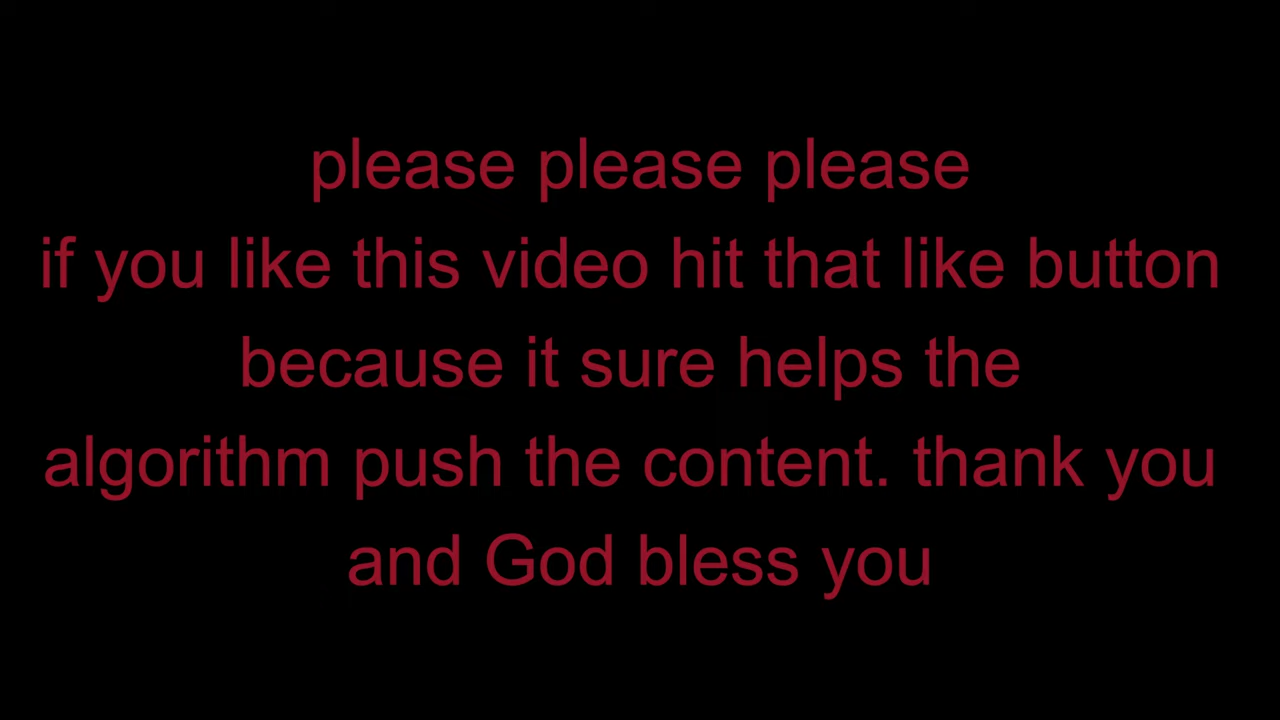 please please please
if you like this video hit that like button
because it sure helps the
algorithm push the content. thank you
and God bless you